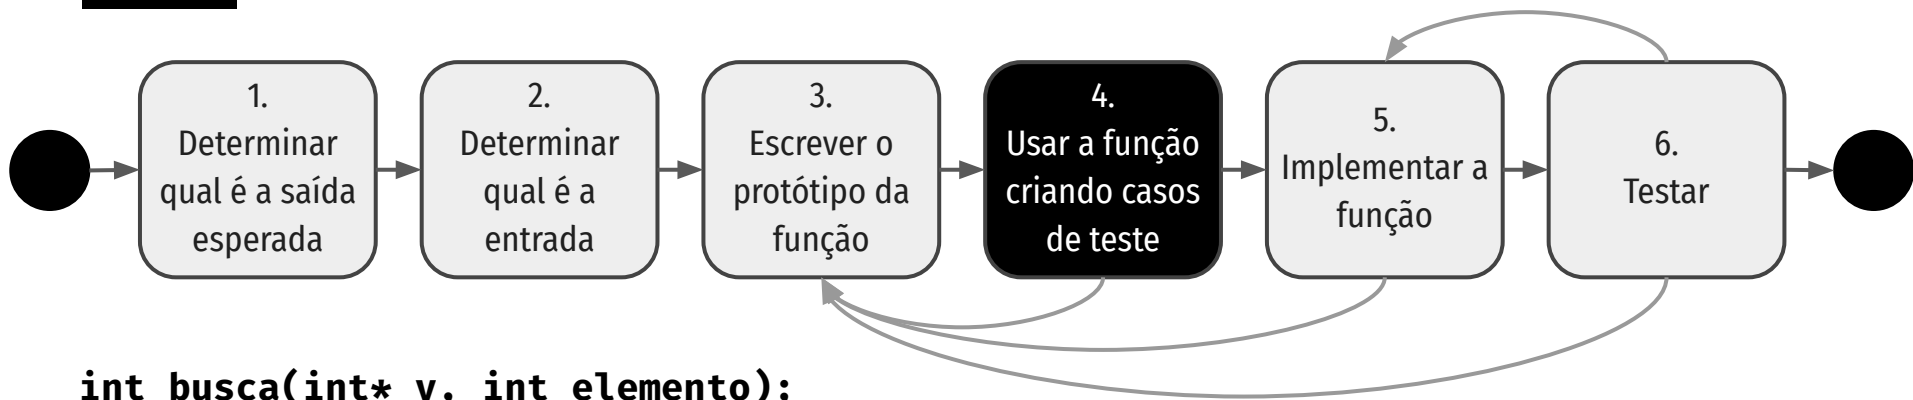 1.
Determinar
qual é a saída
esperada
2.
Determinar
qual é a
entrada
3.
Escrever o
protótipo da
função
4.
Usar a função
criando casos
de teste
5.
Implementar a
função
6.
Testar
int busca(int* v, int elemento);